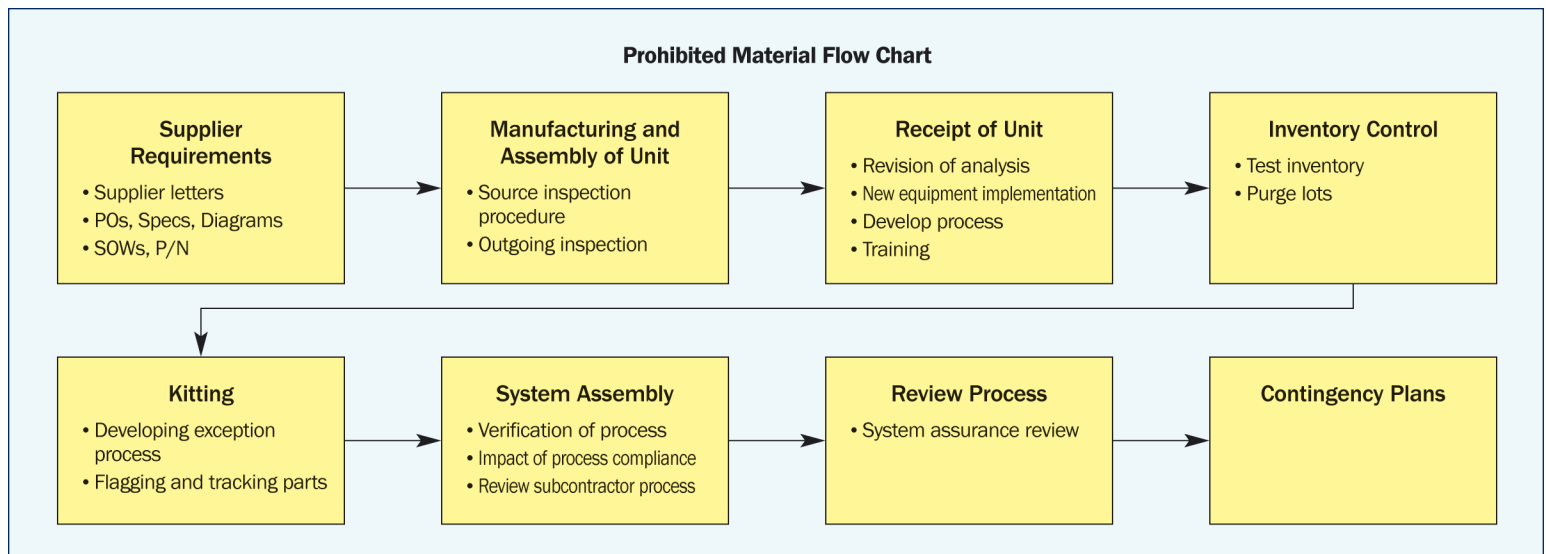 Prohibited Material Flow Chart
Supplier
Requirements
• Supplier letters
• POs, Specs, Diagrams
• SOWs, P/N
Manufacturing and
Assembly of Unit
• Source inspection
procedure
• Outgoing inspection
Receipt of Unit
• Revision of analysis
• New equipment implementation
• Develop process
• Training
Inventory Control
• Test inventory
• Purge lots
Kitting
• Developing exception
process
• Flagging and tracking parts
System Assembly
• Verification of process
• Impact of process compliance
• Review subcontractor process
Review Process
• System assurance review
Contingency Plans